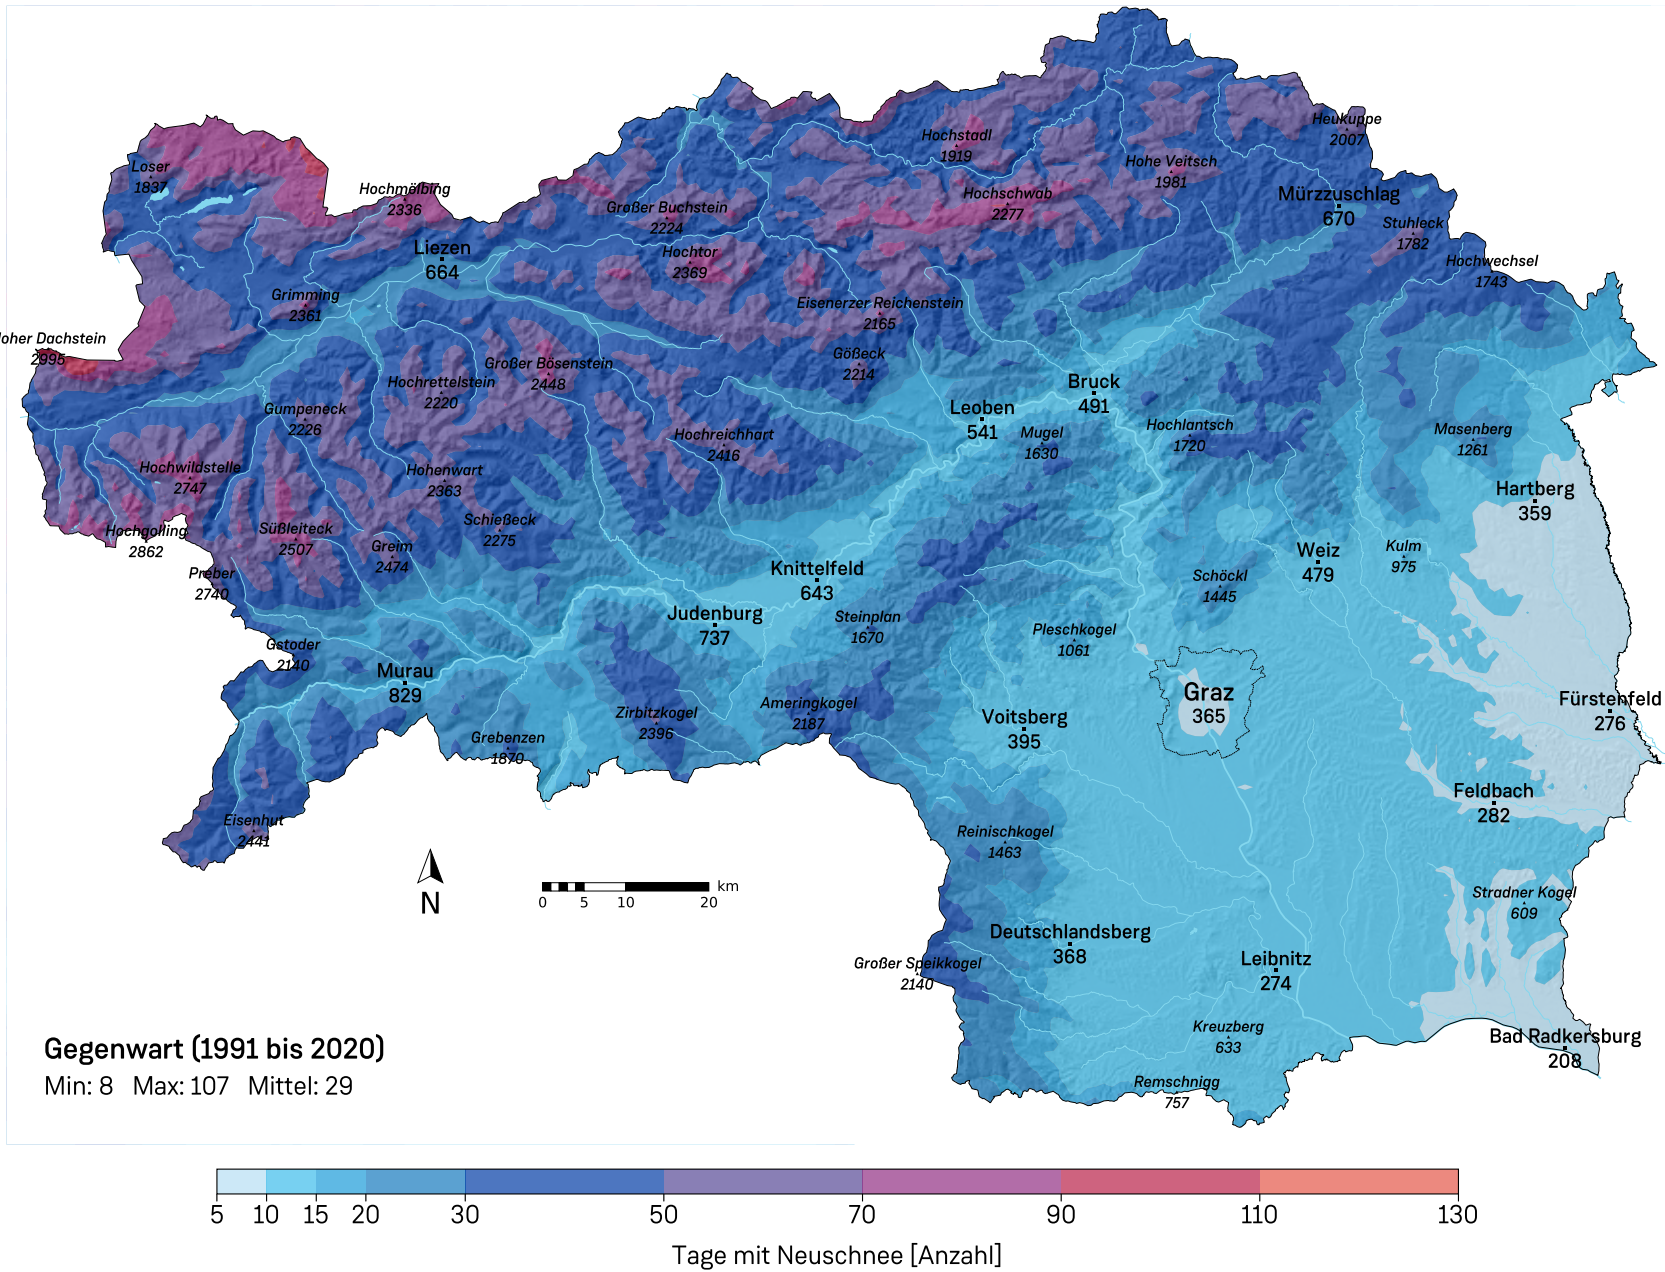 Heukuppe
2007
Hochstadl
1919
Hohe Veitsch
1981
Loser
1837
Hochmölbing
2336
Hochschwab
2277
Mürzzuschlag
670
Großer Buchstein
2224
Stuhleck
1782
Liezen
664
Hochtor
2369
Hochwechsel
1743
Grimming
2361
Eisenerzer Reichenstein
2165
oher Dachstein
2995
Großer Bösenstein
2448
Gößeck
2214
Hochrettelstein
2220
Bruck
491
Gumpeneck
2226
Leoben
541
Hochlantsch
1720
Masenberg
1261
Hochreichhart
2416
Mugel
1630
Hochwildstelle
2747
Hohenwart
2363
Hartberg
359
Hochgolling
2862
Süßleiteck
2507
Schießeck
2275
Greim
2474
Weiz
479
Kulm
975
Preber
2740
Knittelfeld
643
Schöckl
1445
Judenburg
737
Steinplan
1670
Pleschkogel
1061
Gstoder
2140
Murau
829
Graz
365
Zirbitzkogel
2396
Ameringkogel
2187
Voitsberg
395
Fürstenfeld
276
Grebenzen
1870
Feldbach
282
Eisenhut
2441
Reinischkogel
1463
N
km
0 5 10 20
Stradner Kogel
609
Deutschlandsberg
368
Großer Speikkogel
2140
Leibnitz
274
Kreuzberg
633
Bad Radkersburg
208
Remschnigg
757
Gegenwart (1991 bis 2020)
Min: 8 Max: 107 Mittel: 29
5 10 15 20 30 50 70 90 110 130
Tage mit Neuschnee [Anzahl]